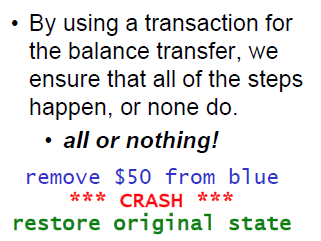 • By using a transaction for
the balance transfer, we
ensure that all of the steps
happen, or none do.
• all or nothing!
remove $50 from blue
*** CRASH ***
restore original state